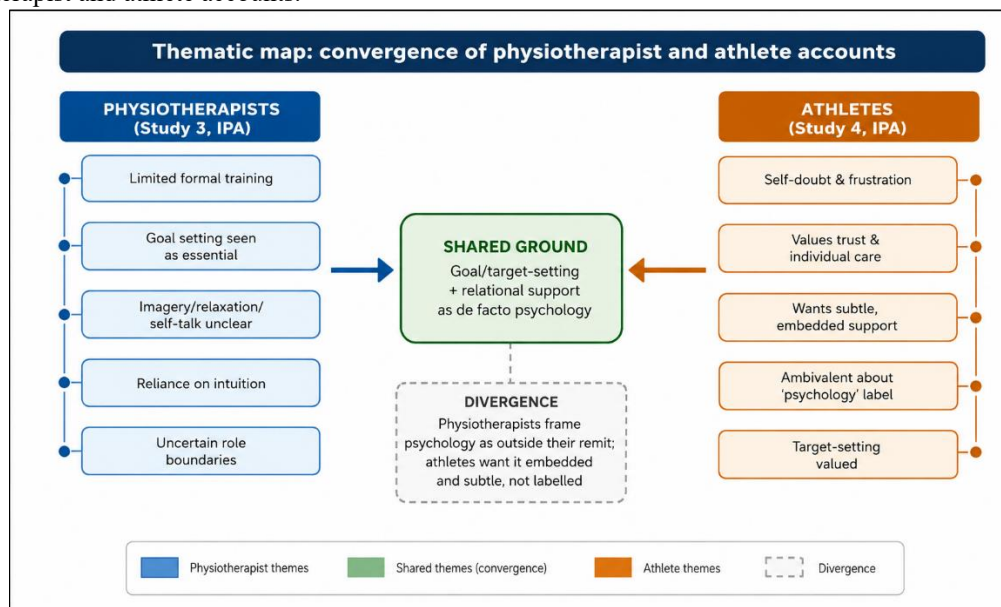 and athlete accounts.
Thematic map: convergence of physiotherapist and athlete accounts
PHYSIOTHERAPISTS
(Study 3, IPA)
Limited formal training
Goal setting seen
as essential
Imagery/relaxation/
self-talk unclear
Reliance on intuition
Uncertain role
boundaries
SHARED GROUND
Goal/target-setting
+ relational support
as de facto psychology
DIVERGENCE
Physiotherapists frame
psychology as outside their remit;
athletes want it embedded
and subtle, not labelled
ATHLETES
(Study 4, IPA)
Self-doubt & frustration
Values trust &
individual care
Wants subtle,
embedded support
Ambivalent about
'psychology' label
Target-setting
valued
Physiotherapist themes
Shared themes (convergence)
Athlete themes
Divergence